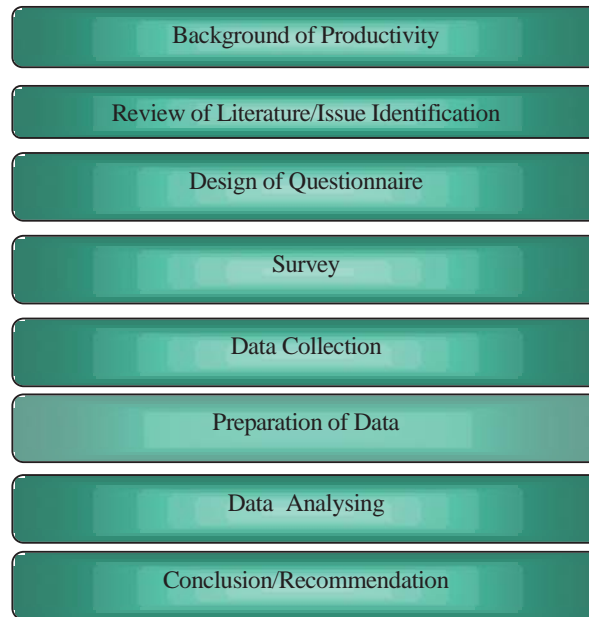 Background of Productivity
Review of Literature/Issue Identification
Design of Questionnaire
Survey
Data Collection
Preparation of Data
Data Analysing
Conclusion/Recommendation